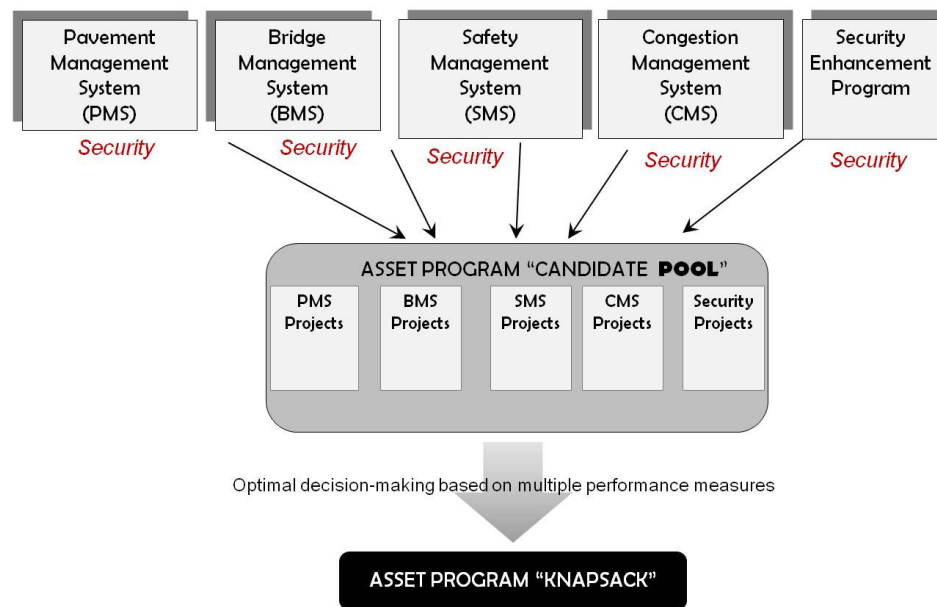 Pavement
Management
System
(PMS)
Bridge
Management
System
(BMS)
Safety
Management
System
(SMS)
Congestion
Management
System
(CMS)
Security
Enhancement
Program
Security
Security
Security
Security
Security
ASSET PROGRAM “CANDIDATE POOL”
PMS
Projects
BMS
Projects
SMS
Projects
CMS
Projects
Security
Projects
Optimal decision-making based on multiple performance measures
ASSET PROGRAM “KNAPSACK”